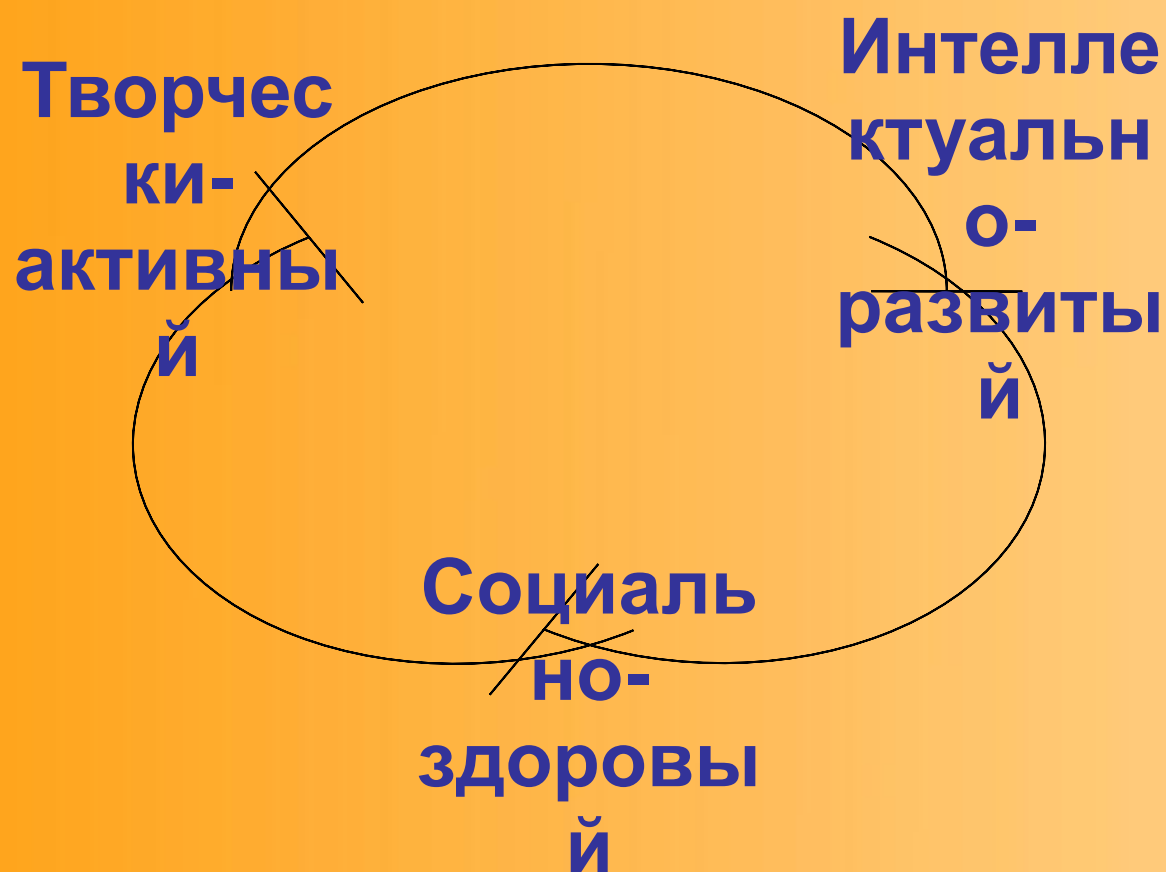 Творчес
ки-
активны
й
Интелле
ктуальн
о-
развиты
й
Социаль
но-
здоровы
й